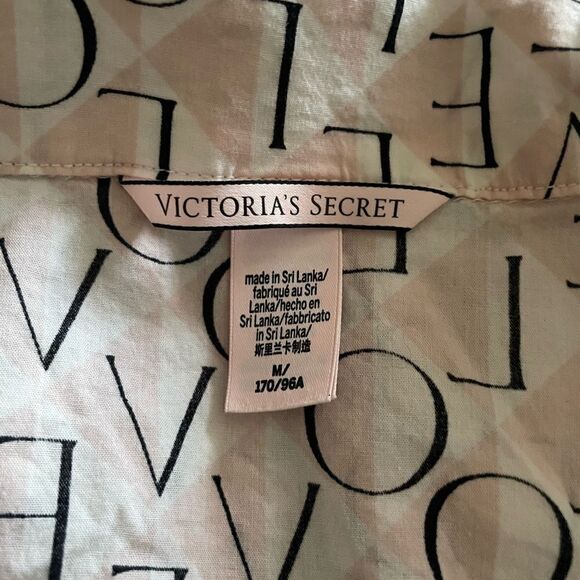 VICTORIA'S SECRET
made in Sri Lanka/
fabriqué au Sri
Lanka/hecho en
Sri Lanka/fabbricato
in Sri Lanka/
斯里兰卡制造
M/
170/96A